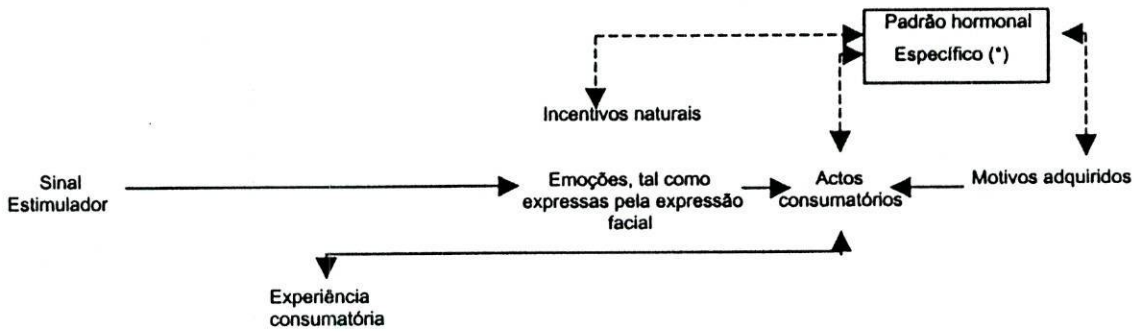 Padrão hormonal
Específico (*)
Incentivos naturais
Sinal
Estimulador
Emoções, tal como
expressas pela expressão
facial
Actos
consumatórios
Motivos adquiridos
Experiência
consumatória